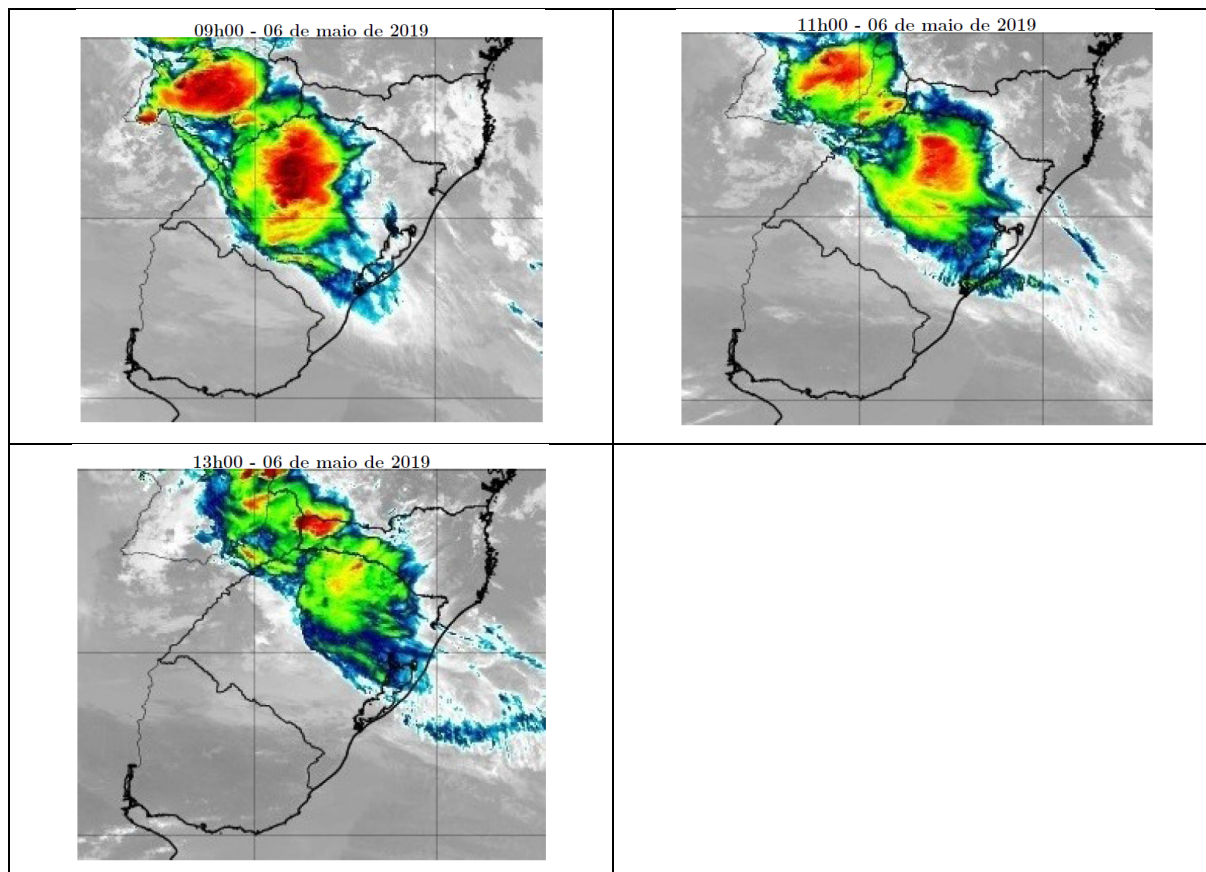 09h00 - 06 de maio de 2019
11h00 - 06 de maio de 2019
13h00 - 06 de maio de 2019